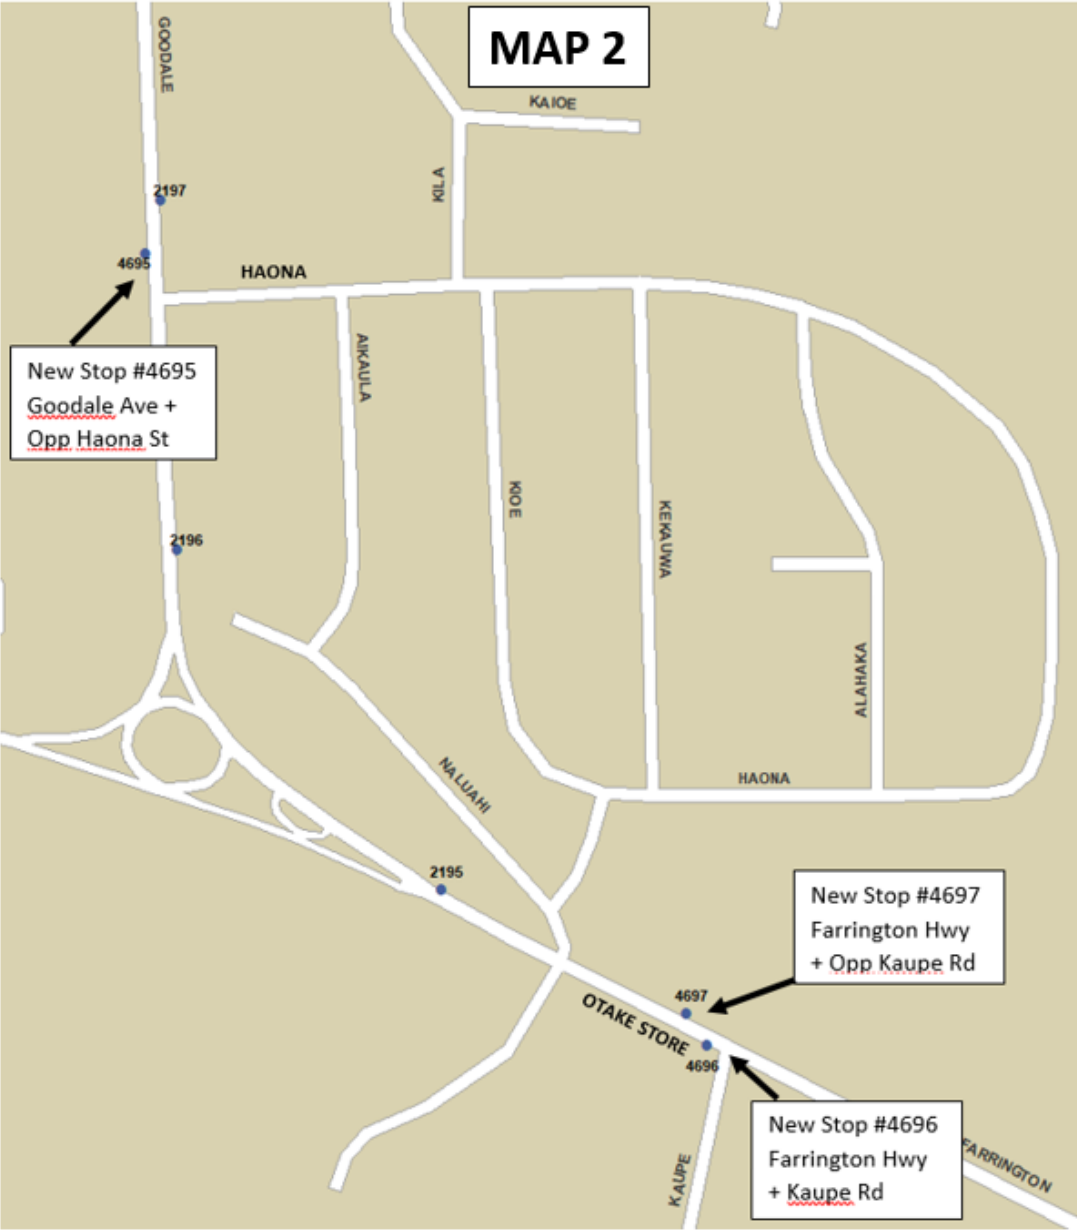 MAP 2
GOODALE
KAIOE
KILA
2197
4695
HAONA
New Stop #4695
Goodale Ave +
Opp Haona St
AIKAULA
KIOE
KEKAUWA
2196
ALAHAKA
NALUAHI
HAONA
2195
New Stop #4697
Farrington Hwy
+ Opp Kaupe Rd
4697
OTAKE STORE
4696
New Stop #4696
Farrington Hwy
+ Kaupe Rd
KAUPE
FARRINGTON